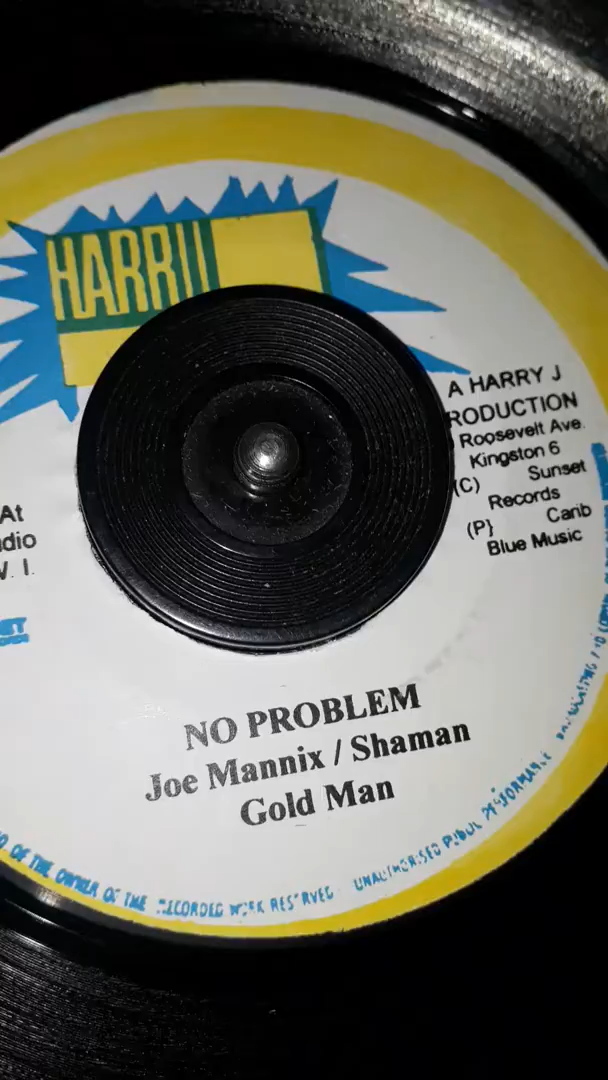 HARRY J
A HARRY J
RODUCTION
Roosevelt Ave.
Kingston 6
(C) Sunset
Records
(P} Carib
Blue Music
At
dio
W. I.
NO PROBLEM
Joe Mannix / Shaman
Gold Man
OF THE OWNER OF THE RECORDED WORK RESERVED UNAUTHORISED PUBLIC PERFORMANCE